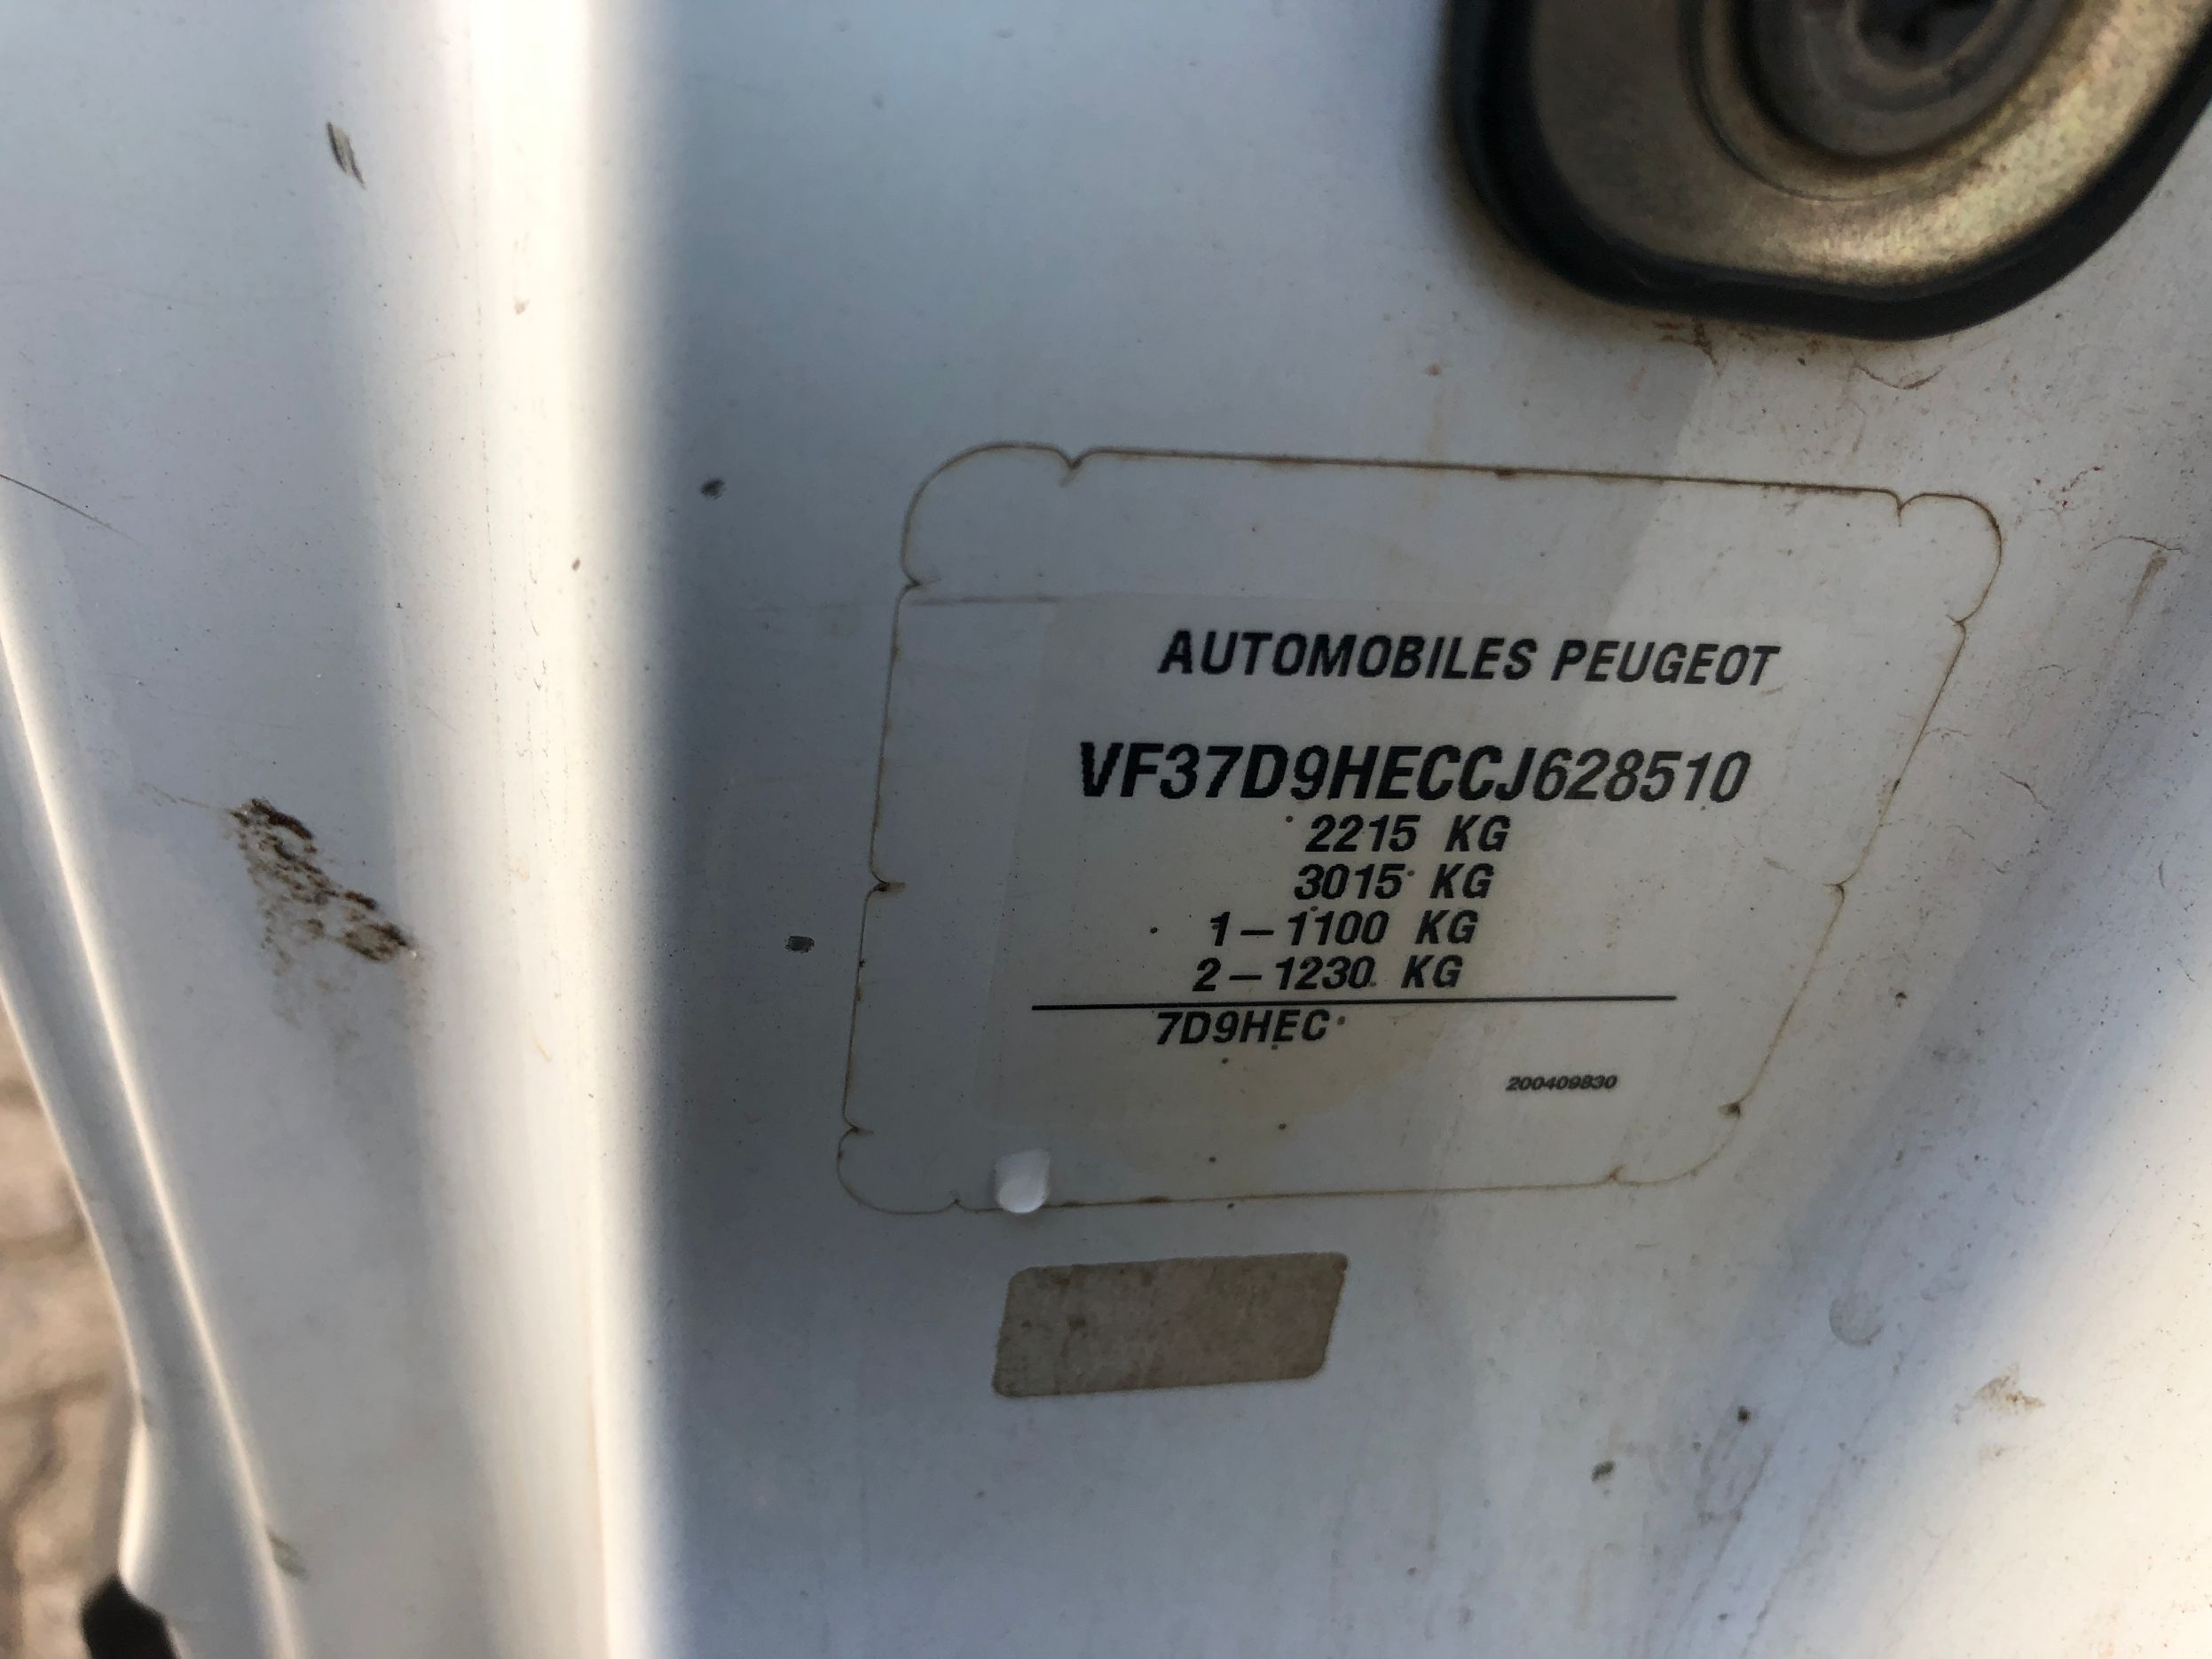 AUTOMOBILES PEUGEOT
VF37D9HECCJ628510
2215 KG
3015 KG
1-1100 KG
2-1230 KG
7D9HEC
200409830